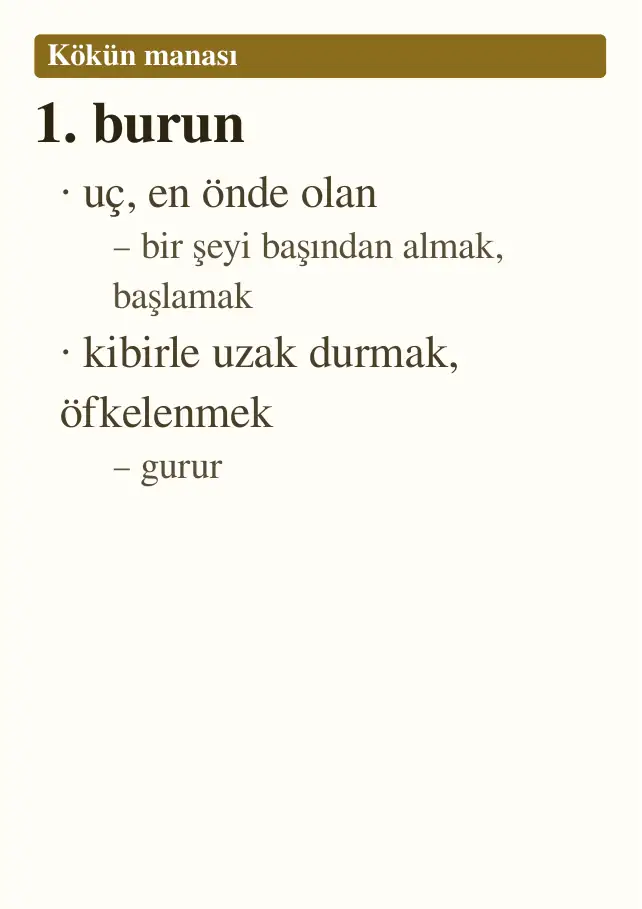 Kökün manası
1. burun
· uç, en önde olan
– bir şeyi başından almak,
başlamak
· kibirle uzak durmak,
öfkelenmek
– gurur